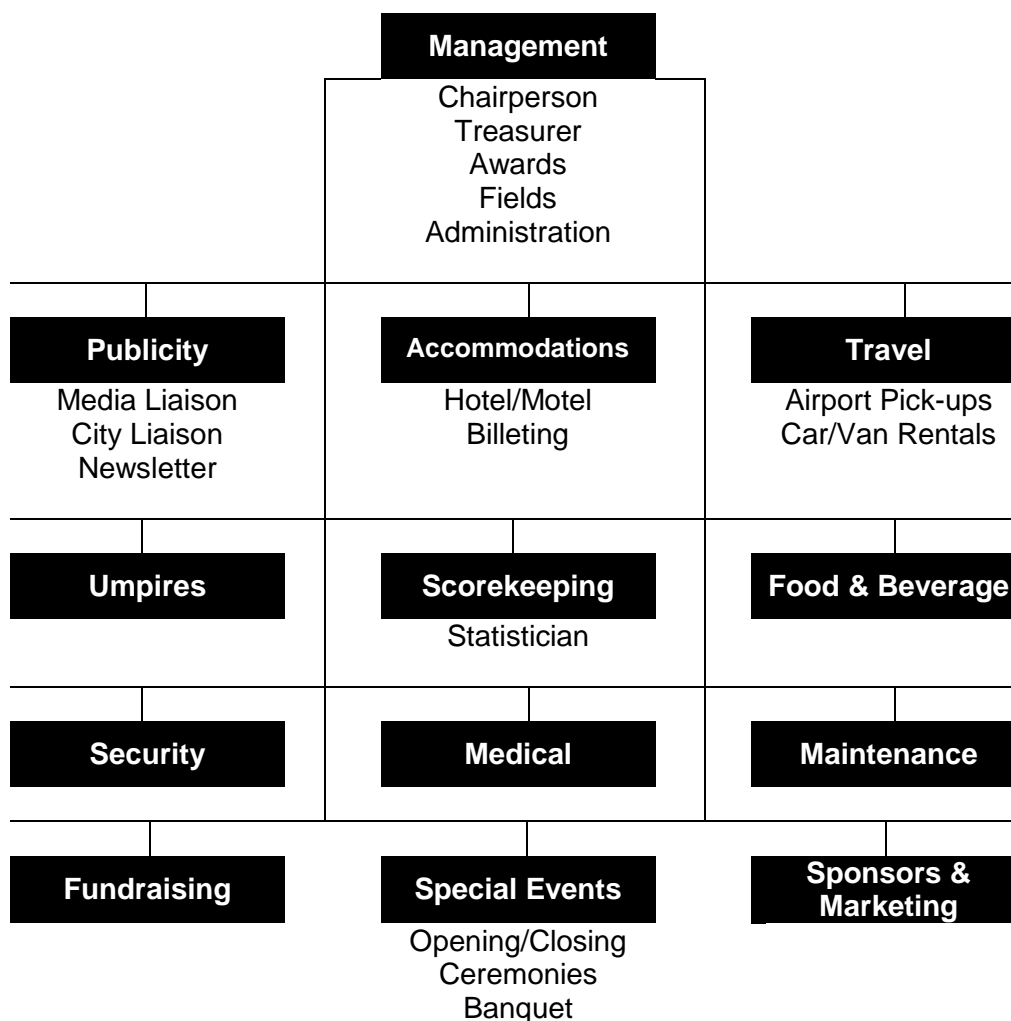 Management
Chairperson
Treasurer
Awards
Fields
Administration
Publicity
Media Liaison
City Liaison
Newsletter
Accommodations
Hotel/Motel
Billeting
Travel
Airport Pick-ups
Car/Van Rentals
Umpires
Scorekeeping
Statistician
Food & Beverage
Security
Medical
Maintenance
Fundraising
Special Events
Opening/Closing
Ceremonies
Banquet
Sponsors &
Marketing